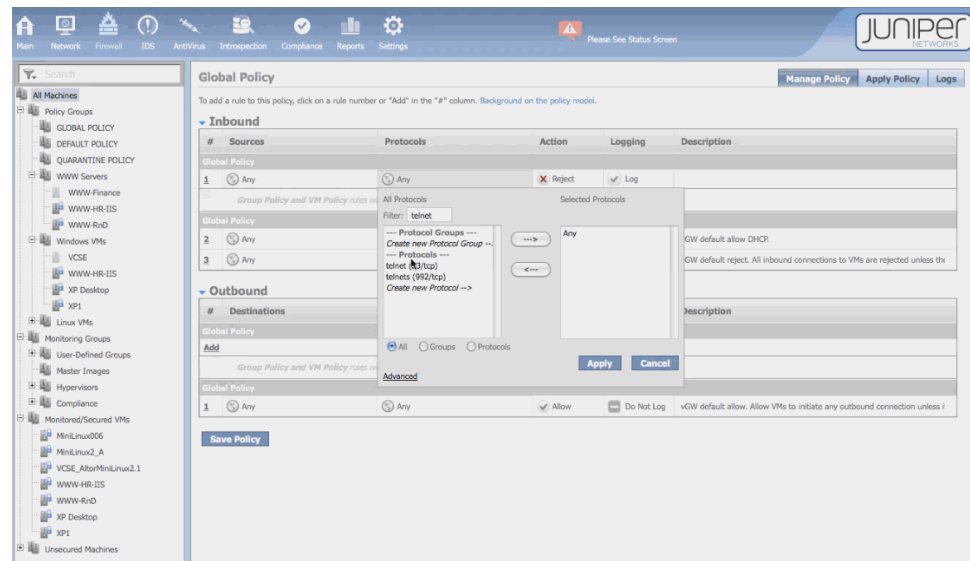 Main Network Firewall IDS AntiVirus Introspection Compliance Reports Settings
Please See Status Screen
JUNIPER
NETWORKS
Search
All Machines
Policy Groups
GLOBAL POLICY
DEFAULT POLICY
QUARANTINE POLICY
WWW Servers
WWW-Finance
WWW-HR-IIS
WWW-RnD
Windows VMs
VCSE
WWW-HR-IIS
XP Desktop
XP1
Linux VMs
Monitoring Groups
User-Defined Groups
Master Images
Hypervisors
Compliance
Monitored/Secured VMs
MiniLinux006
MiniLinux2_A
VCSE_AltorMiniLinux2.1
WWW-HR-IIS
WWW-RnD
XP Desktop
XP1
Unsecured Machines
Global Policy
Manage Policy Apply Policy Logs
To add a rule to this policy, click on a rule number or "Add" in the "#" column. Background on the policy model.
Inbound
# Sources Protocols Action Logging Description
Global Policy
1 Any Any Reject Log
Group Policy and VM Policy rules
Global Policy
2 Any GW default allow DHCP.
3 Any GW default reject. All inbound connections to VMs are rejected unless the
All Protocols Selected Protocols
Filter: telnet
--- Protocol Groups ---
Create new Protocol Group --
--- Protocols ---
telnet ( 3/tcp)
telnets (992/tcp)
Create new Protocol -->
--->
<---
Any
All Groups Protocols
Apply Cancel
Advanced
Outbound
# Destinations Description
Global Policy
Add
Group Policy and VM Policy rules
Global Policy
1 Any Any Allow Do Not Log vGW default allow. Allow VMs to initiate any outbound connection unless i
Save Policy